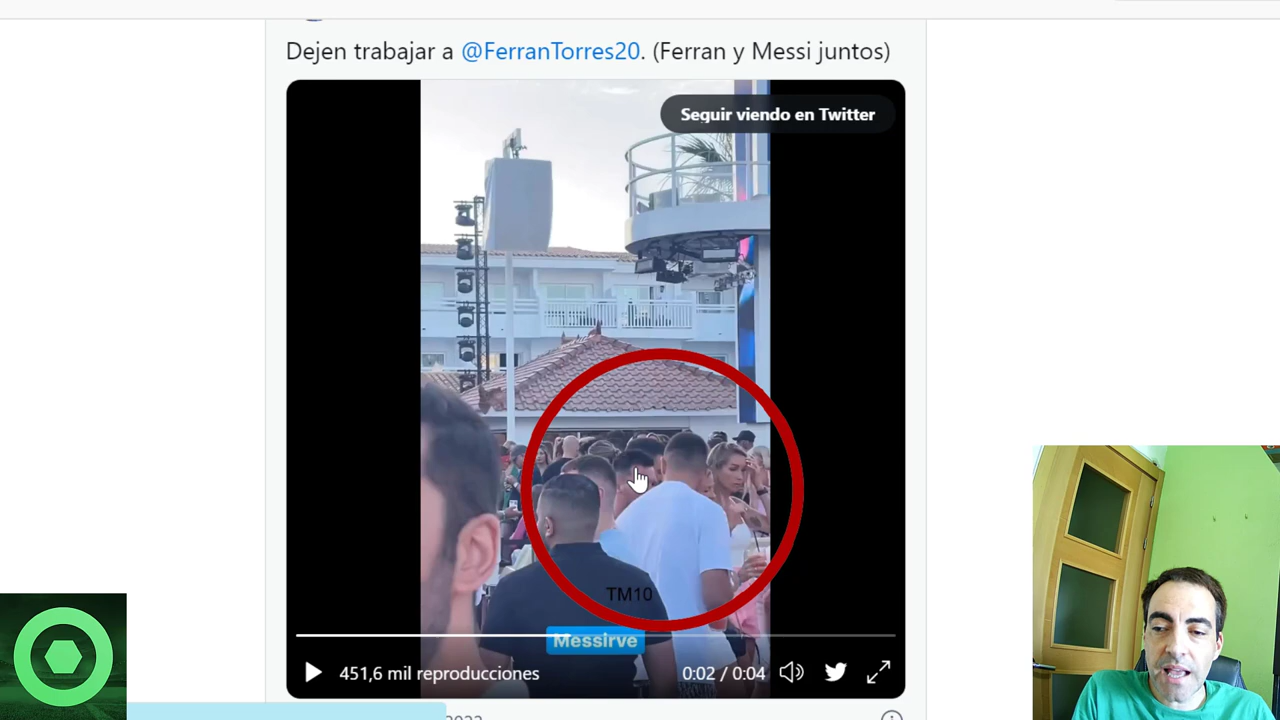 Dejen trabajar a @FerranTorres20. (Ferran y Messi juntos)
Seguir viendo en Twitter
TM10
Messirve
451,6 mil reproducciones
0:02 / 0:04